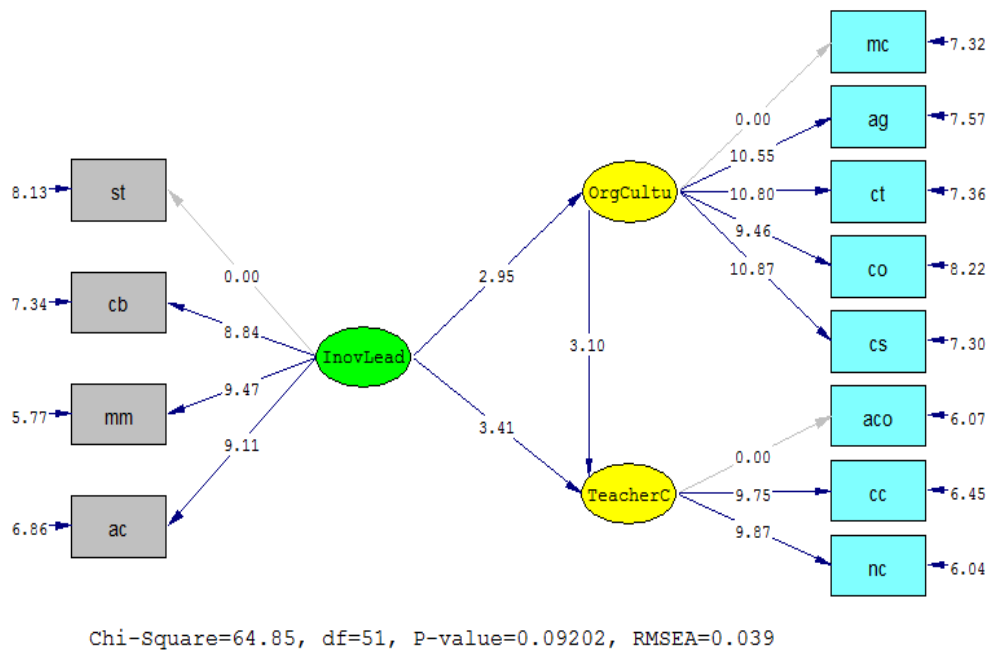 mc
7.32
0.00
ag
7.57
10.55
8.13
st
OrgCultu
10.80
ct
7.36
9.46
co
8.22
10.87
0.00
2.95
7.34
cb
8.84
InovLead
3.10
cs
7.30
9.47
5.77
mm
9.11
3.41
aco
6.07
0.00
6.86
ac
TeacherC
9.75
cc
6.45
9.87
nc
6.04
Chi-Square=64.85, df=51, P-value=0.09202, RMSEA=0.039